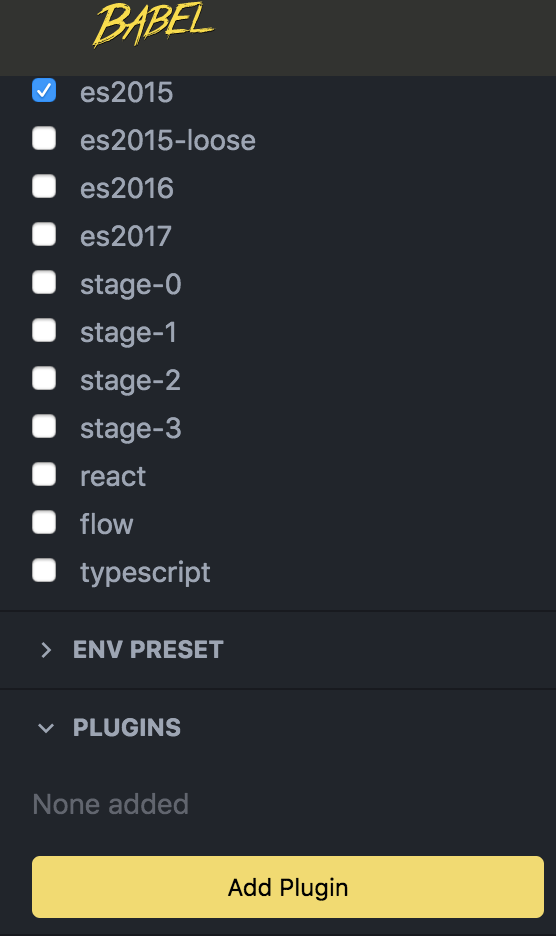 BABEL
es2015
es2015-loose
es2016
es2017
stage-0
stage-1
stage-2
stage-3
react
flow
typescript
ENV PRESET
PLUGINS
None added
Add Plugin